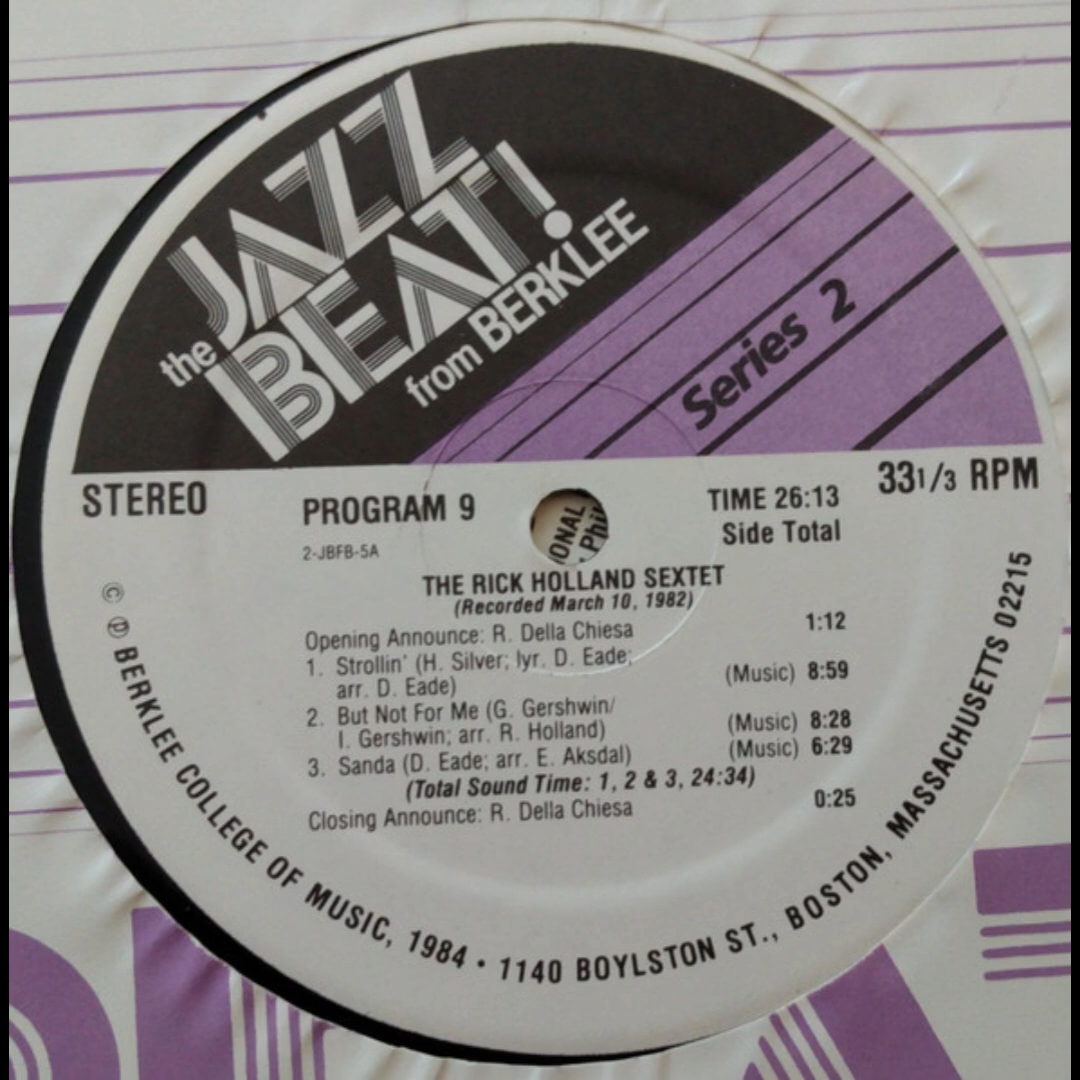 the JAZZ
BEAT!
from BERKLEE
Series 2
STEREO
33 1/3 RPM
PROGRAM 9
TIME 26:13
2-JBFB-5A
Side Total
THE RICK HOLLAND SEXTET
(Recorded March 10, 1982)
Opening Announce: R. Della Chiesa 1:12
1. Strollin' (H. Silver; lyr. D. Eade;
arr. D. Eade) (Music) 8:59
2. But Not For Me (G. Gershwin/
I. Gershwin; arr. R. Holland) (Music) 8:28
3. Sanda (D. Eade; arr. E. Aksdal) (Music) 6:29
(Total Sound Time: 1, 2 & 3, 24:34)
Closing Announce: R. Della Chiesa 0:25
© ℗ BERKLEE COLLEGE OF MUSIC, 1984 • 1140 BOYLSTON ST., BOSTON, MASSACHUSETTS 02215